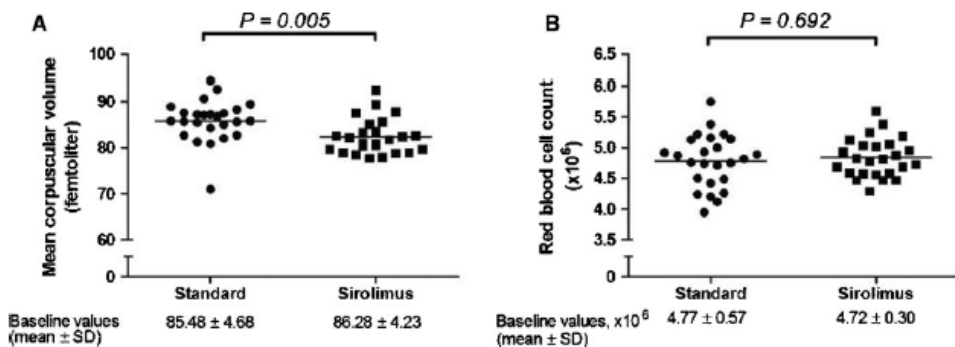 A
P = 0.005
Mean corpuscular volume
(femtoliter)
100
90
80
70
60
0
Standard
Sirolimus
Baseline values
(mean ± SD)
85.48 ± 4.68
86.28 ± 4.23
B
P = 0.692
Red blood cell count
(x10⁶)
6.5
6.0
5.5
5.0
4.5
4.0
3.5
0
Standard
Sirolimus
Baseline values, x10⁶
(mean ± SD)
4.77 ± 0.57
4.72 ± 0.30